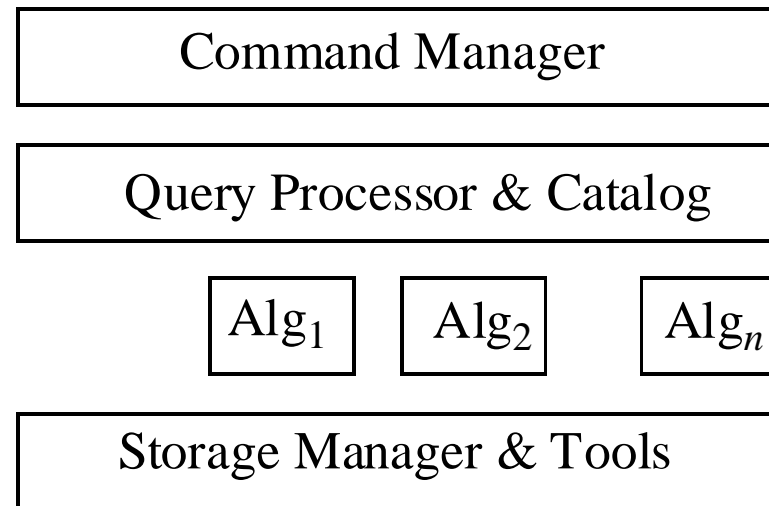 Command Manager
Query Processor & Catalog
Alg₁ Alg₂ Algₙ
Storage Manager & Tools